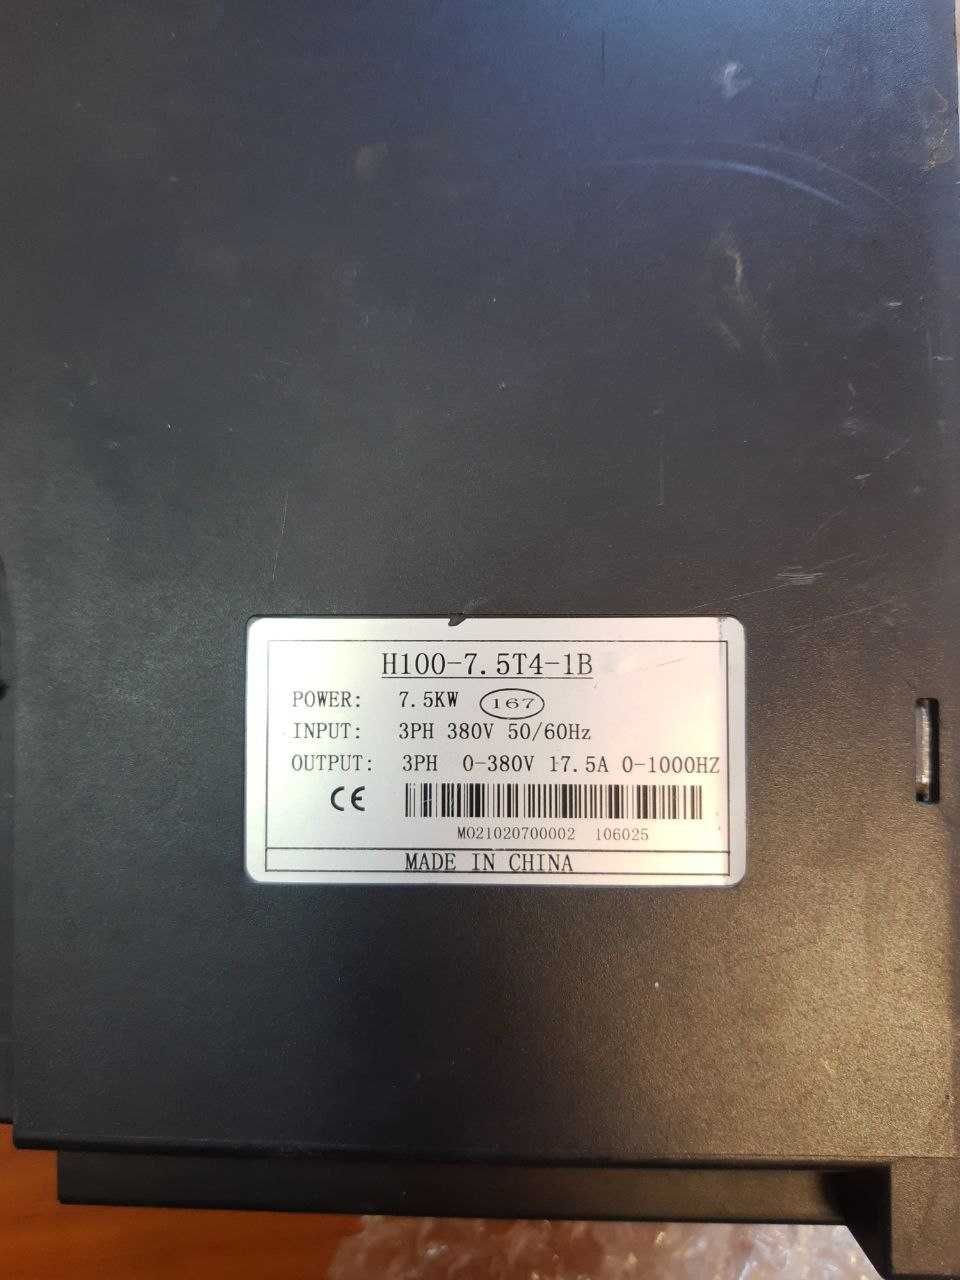 H100-7.5T4-1B
POWER: 7.5KW 167
INPUT: 3PH 380V 50/60Hz
OUTPUT: 3PH 0-380V 17.5A 0-1000HZ
CE
MO21020700002 106025
MADE IN CHINA